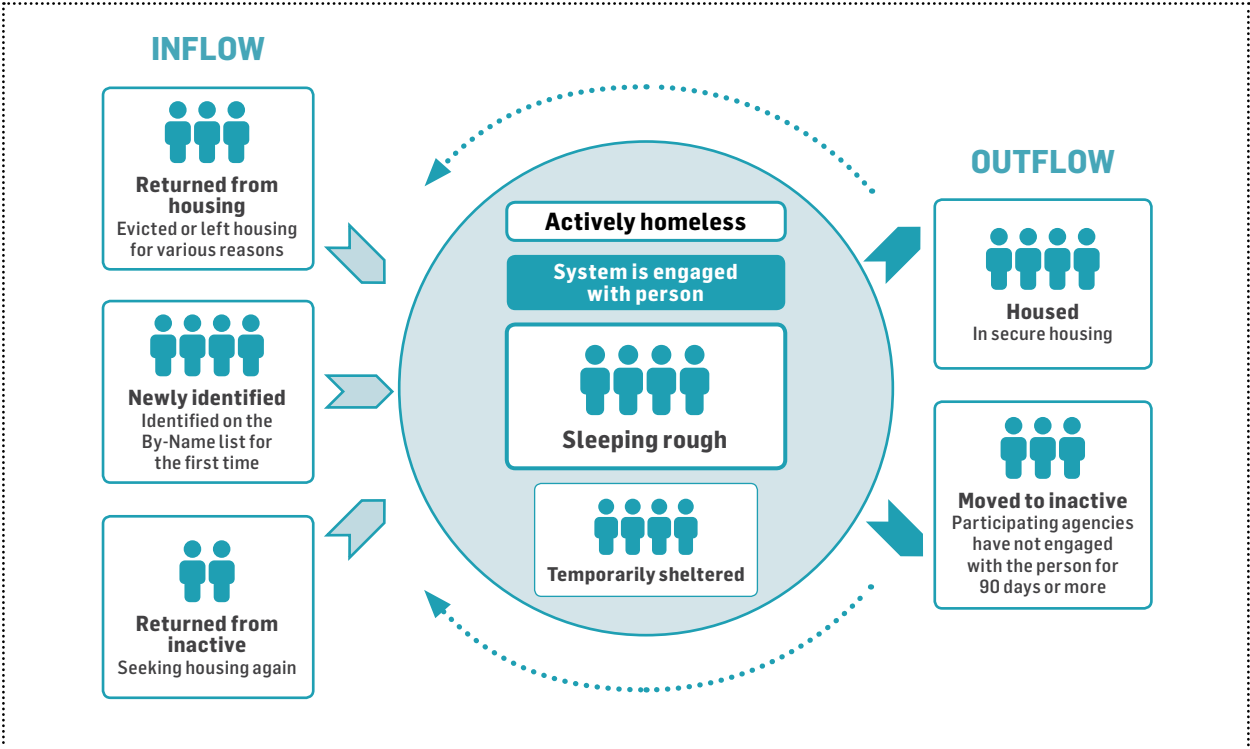 INFLOW
Returned from
housing
Evicted or left housing
for various reasons
Newly identified
Identified on the
By-Name list for
the first time
Returned from
inactive
Seeking housing again
Actively homeless
System is engaged
with person
Sleeping rough
Temporarily sheltered
OUTFLOW
Housed
In secure housing
Moved to inactive
Participating agencies
have not engaged
with the person for
90 days or more